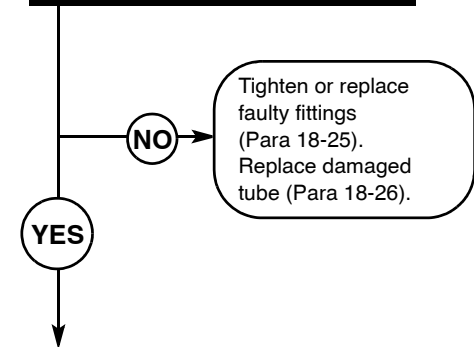 NO
Tighten or replace
faulty fittings
(Para 18-25).
Replace damaged
tube (Para 18-26).
YES